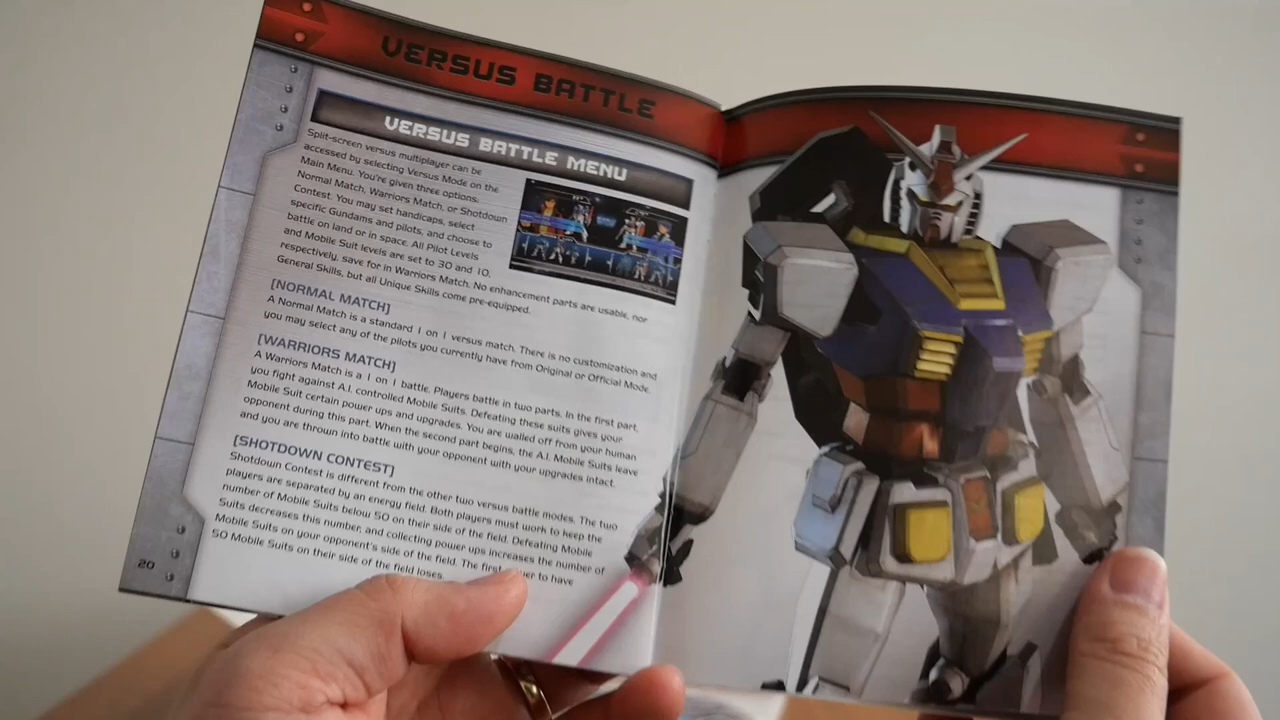 VERSUS BATTLE
VERSUS BATTLE MENU
Split-screen versus multiplayer can be
accessed by selecting Versus Mode on the
Main Menu. You're given three options:
Normal Match, Warriors Match, or Shotdown
Contest. You may set handicaps, select
specific Gundams and pilots, and choose to
battle on land or in space. All Pilot Levels
and Mobile Suit levels are set to 30 and 10,
respectively, save for in Warriors Match. No enhancement parts are usable, nor
General Skills, but all Unique Skills come pre-equipped.
[NORMAL MATCH]
A Normal Match is a standard 1 on 1 versus match. There is no customization and
you may select any of the pilots you currently have from Original or Official Mode.
[WARRIORS MATCH]
A Warriors Match is a 1 on 1 battle. Players battle in two parts. In the first part,
you fight against A.I. controlled Mobile Suits. Defeating these suits gives your
Mobile Suit certain power ups and upgrades. You are walled off from your human
opponent during this part. When the second part begins, the A.I. Mobile Suits leave
and you are thrown into battle with your opponent with your upgrades intact.
[SHOTDOWN CONTEST]
Shotdown Contest is different from the other two versus battle modes. The two
players are separated by an energy field. Both players must work to keep the
number of Mobile Suits below 50 on their side of the field. Defeating Mobile
Suits decreases this number, and collecting power ups increases the number of
Mobile Suits on your opponent's side of the field. The first to have
50 Mobile Suits on their side of the field loses.
20